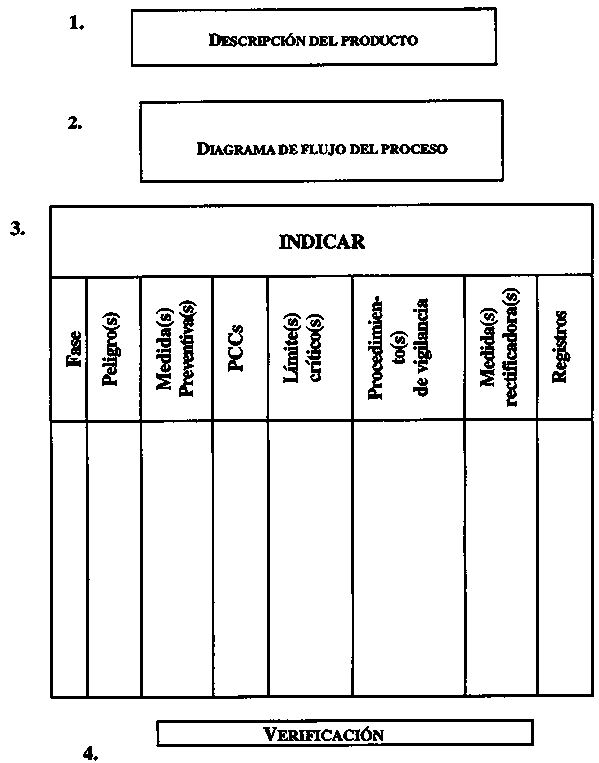 1.
DESCRIPCIÓN DEL PRODUCTO
2.
DIAGRAMA DE FLUJO DEL PROCESO
3.
INDICAR
Fase
Peligro(s)
Medida(s)
Preventiva(s)
PCCs
Límite(s)
crítico(s)
Procedimien-
to(s)
de vigilancia
Medida(s)
rectificadora(s)
Registros
VERIFICACIÓN
4.